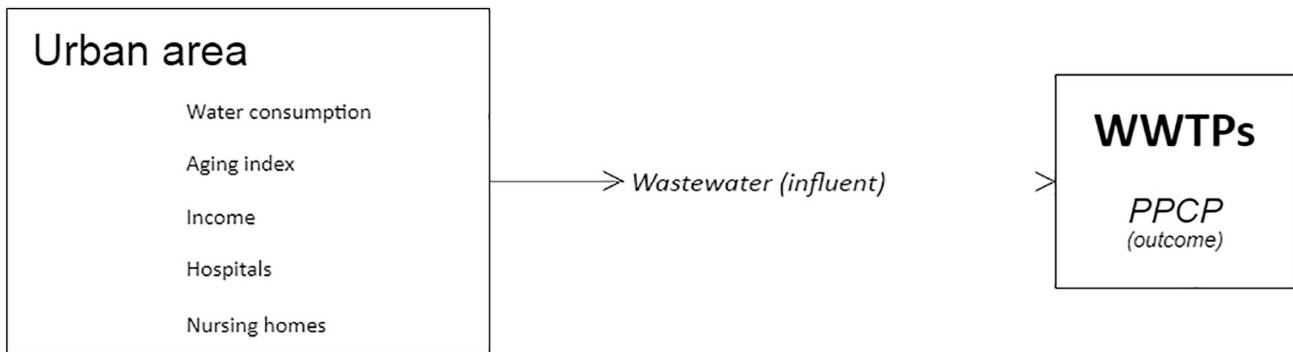 Urban area
Water consumption
Aging index
Income
Hospitals
Nursing homes
Wastewater (influent)
WWTPs
PPCP
(outcome)